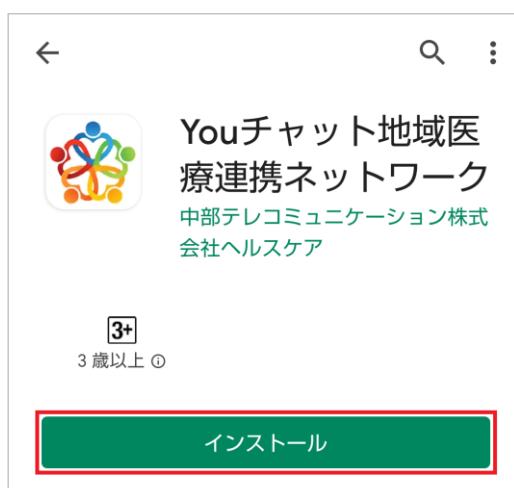 Youチャット地域医
療連携ネットワーク
中部テレコミュニケーション株式
会社ヘルスケア
3+
3 歳以上
インストール